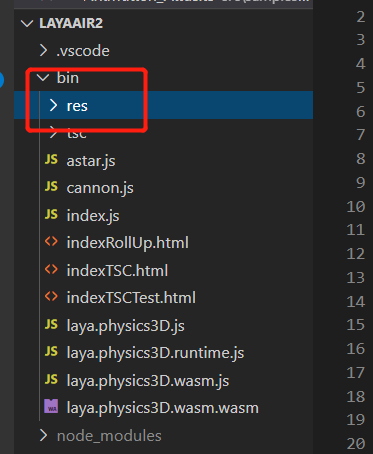 LAYAAIR2
.vscode
bin
res
tsc
JS astar.js
JS cannon.js
JS index.js
<> indexRollUp.html
<> indexTSC.html
<> indexTSCTest.html
JS laya.physics3D.js
JS laya.physics3D.runtime.js
JS laya.physics3D.wasm.js
WA laya.physics3D.wasm.wasm
node_modules
2
3
4
5
6
7
8
9
10
11
12
13
14
15
16
17
18
19
20